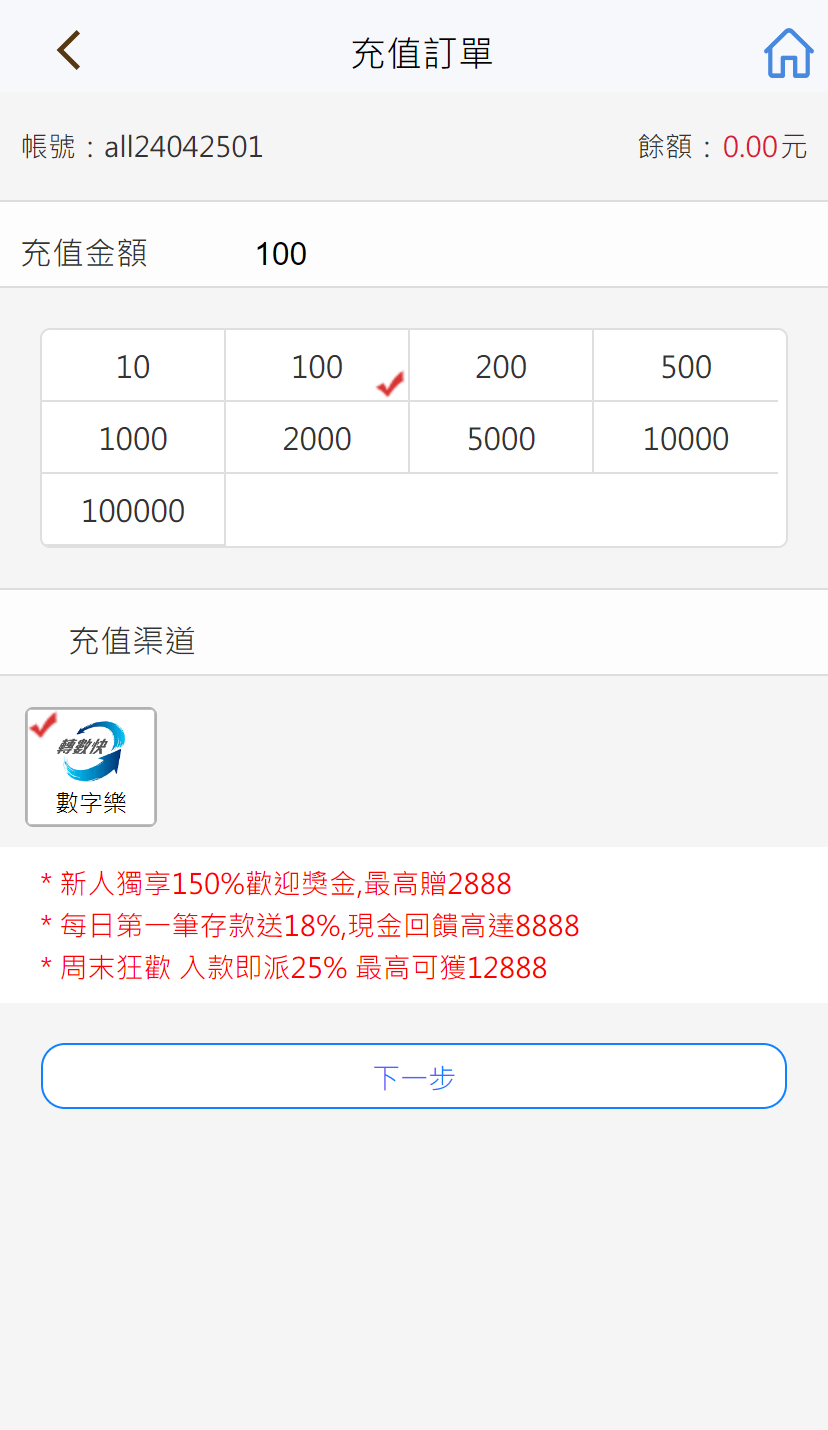 充值訂單
帳號：all24042501 餘額：0.00元
充值金額 100
10 100 200 500
1000 2000 5000 10000
100000
充值渠道
轉數快
數字樂
* 新人獨享150%歡迎獎金,最高贈2888
* 每日第一筆存款送18%,現金回饋高達8888
* 周末狂歡 入款即派25% 最高可獲12888
下一步